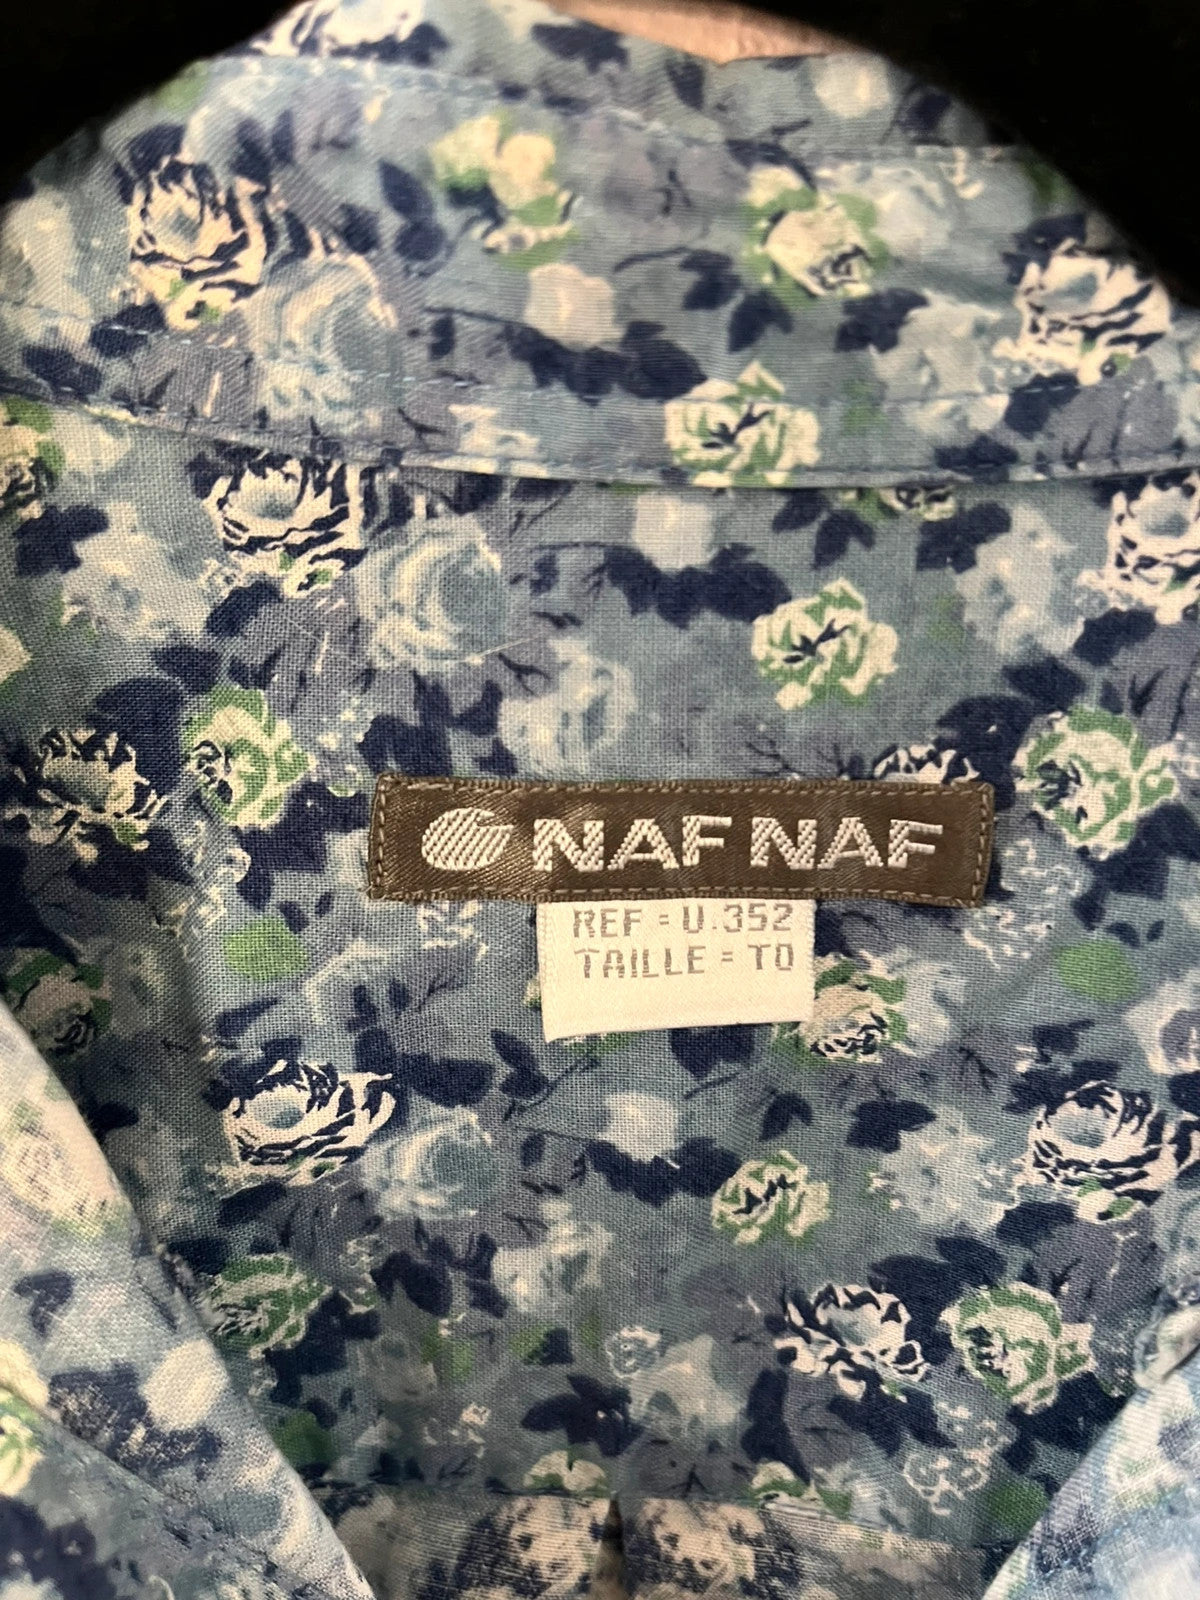 NAF NAF
REF = U.352
TAILLE = TO